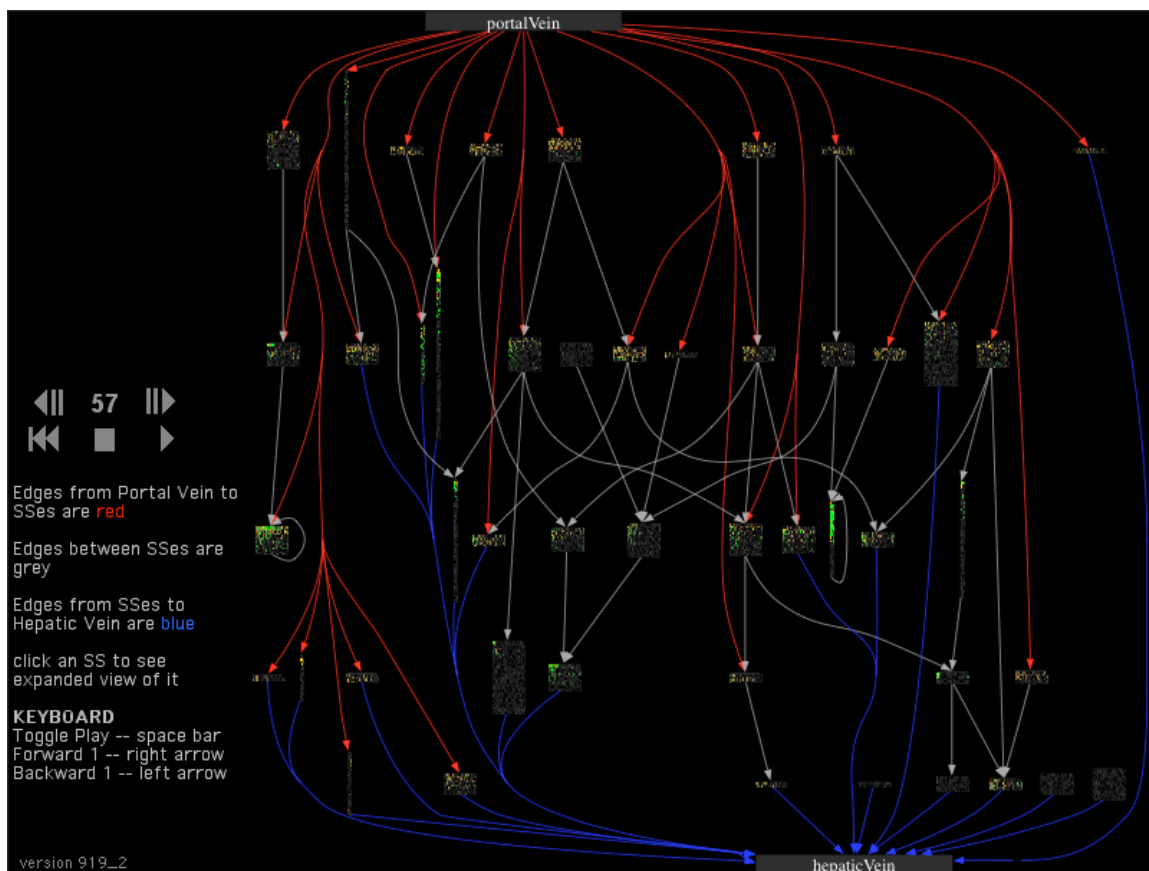 portalVein
57
Edges from Portal Vein to
SSes are red
Edges between SSes are
grey
Edges from SSes to
Hepatic Vein are blue
click an SS to see
expanded view of it
KEYBOARD
Toggle Play -- space bar
Forward 1 -- right arrow
Backward 1 -- left arrow
version 919_2
hepaticVein